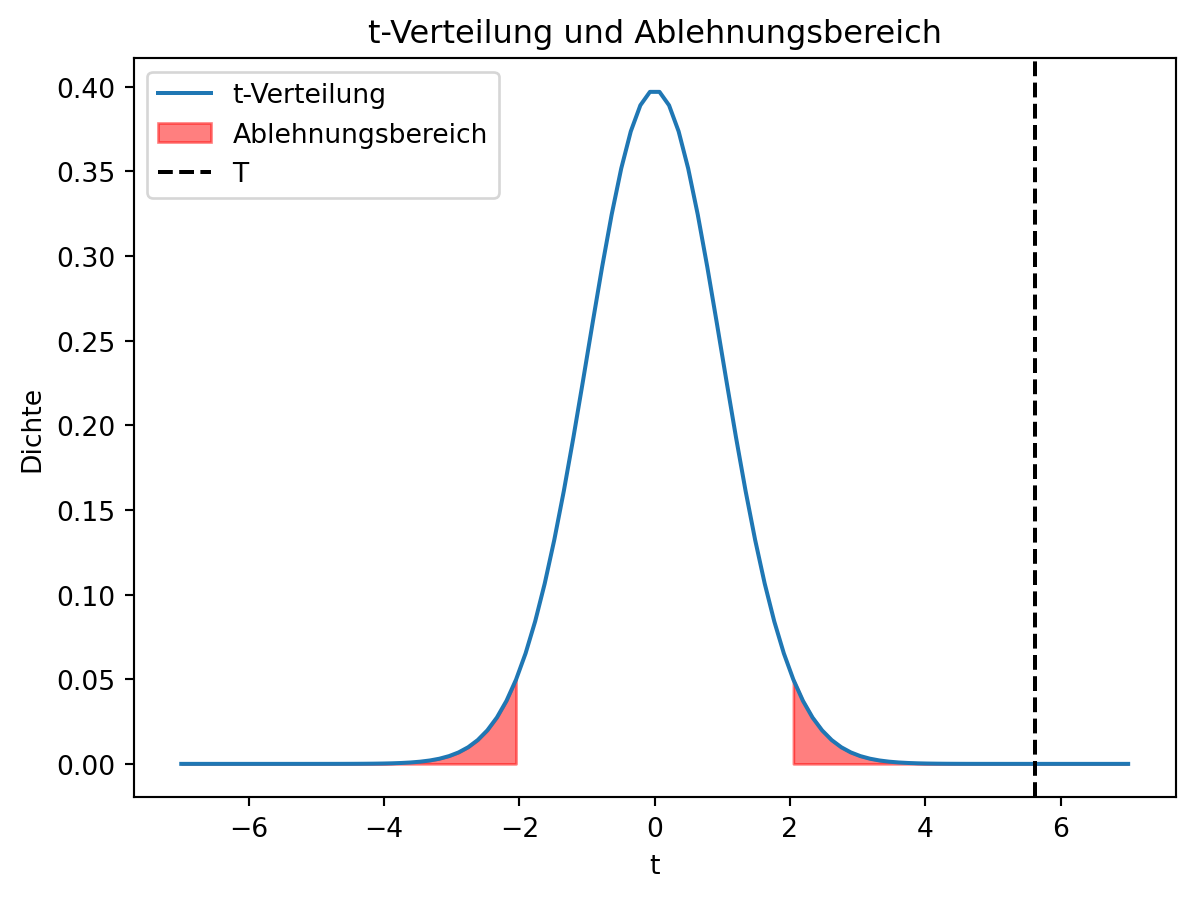 t-Verteilung und Ablehnungsbereich
t-Verteilung
Ablehnungsbereich
T
Dichte
0.40
0.35
0.30
0.25
0.20
0.15
0.10
0.05
0.00
−6 −4 −2 0 2 4 6
t